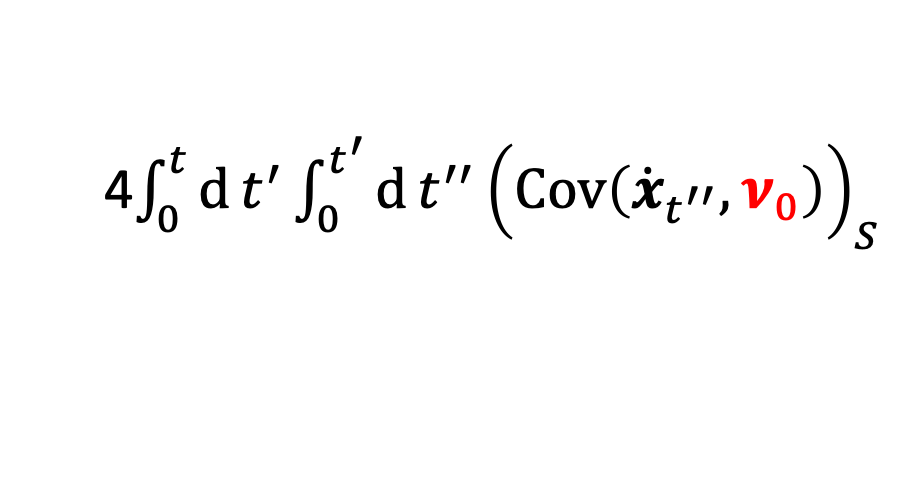 4∫₀ᵗ d t′ ∫₀ᵗ′ d t″ (Cov(ẋₜ″, ν₀))ₛ